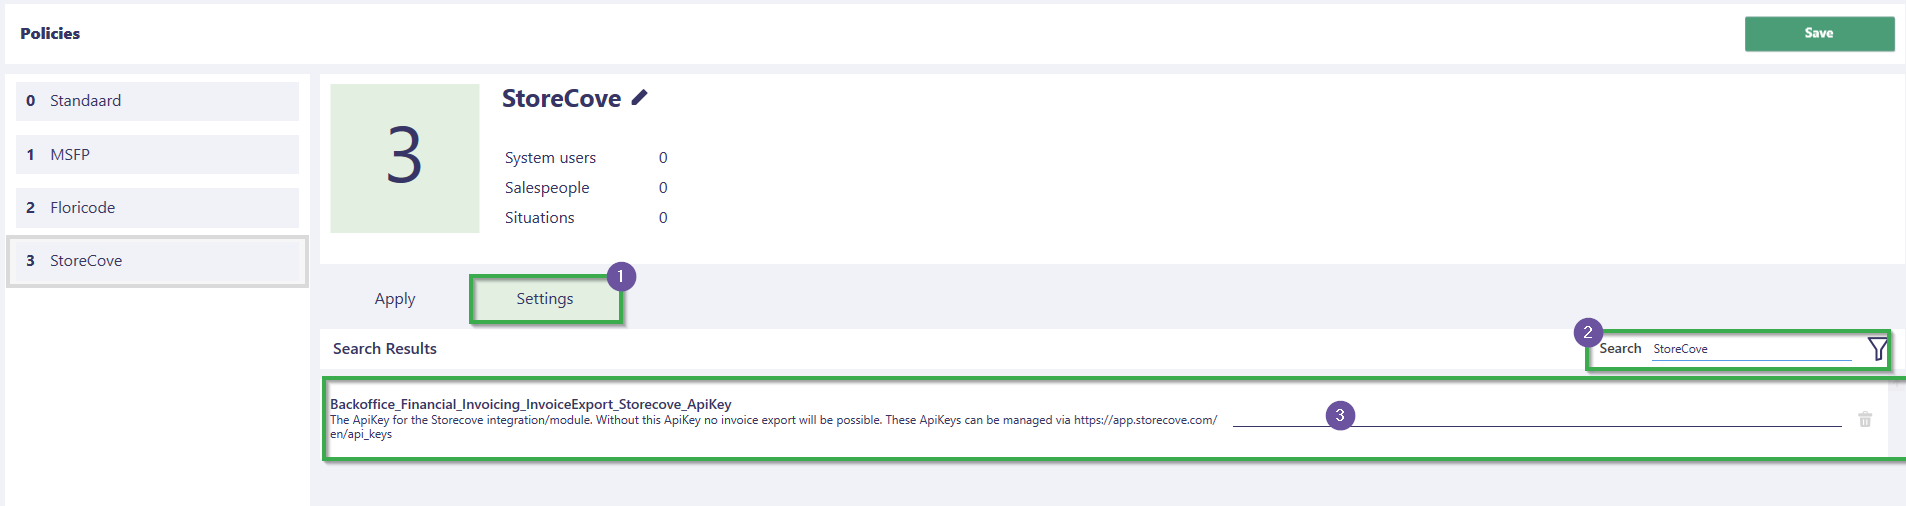 Policies
Save
0 Standaard
1 MSFP
2 Floricode
3 StoreCove
3
StoreCove
System users 0
Salespeople 0
Situations 0
Apply
Settings
1
Search Results
2
Search StoreCove
Backoffice_Financial_Invoicing_InvoiceExport_Storecove_ApiKey
The ApiKey for the Storecove integration/module. Without this ApiKey no invoice export will be possible. These ApiKeys can be managed via https://app.storecove.com/
en/api_keys
3